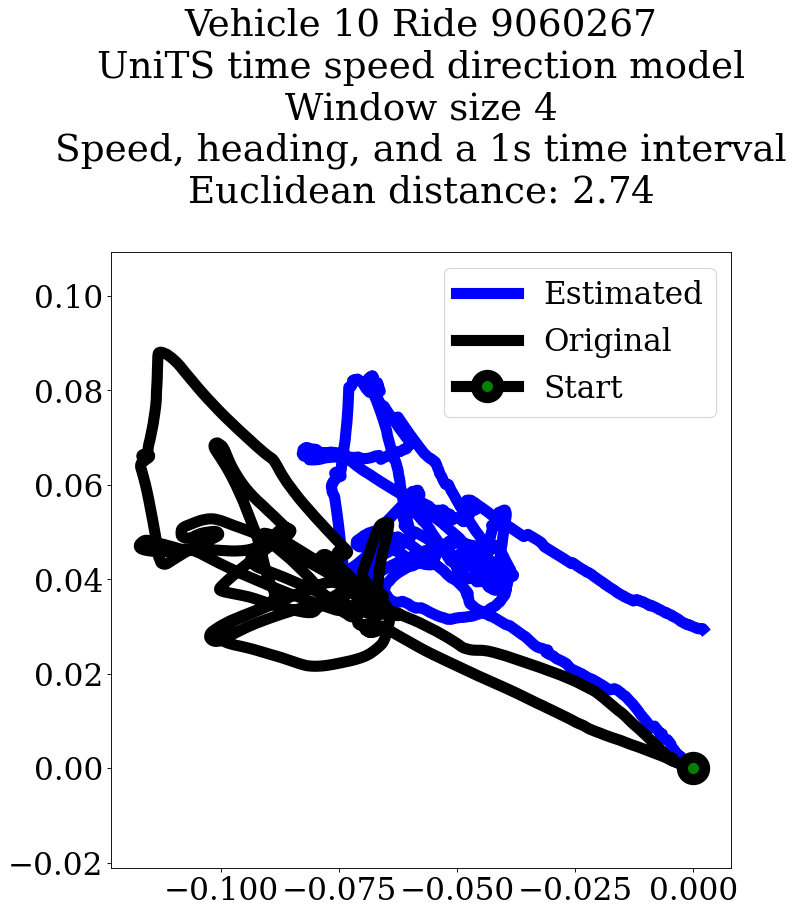 Vehicle 10 Ride 9060267
UniTS time speed direction model
Window size 4
Speed, heading, and a 1s time interval
Euclidean distance: 2.74
Estimated
Original
Start
0.10
0.08
0.06
0.04
0.02
0.00
−0.02
−0.100 −0.075 −0.050 −0.025 0.000